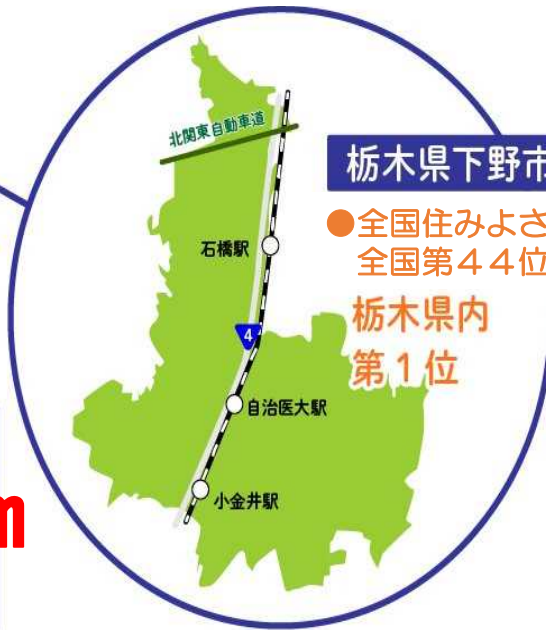 北関東自動車道
栃木県下野市
●全国住みよさ
全国第44位
石橋駅
栃木県内
4
第1位
自治医大駅
小金井駅
m